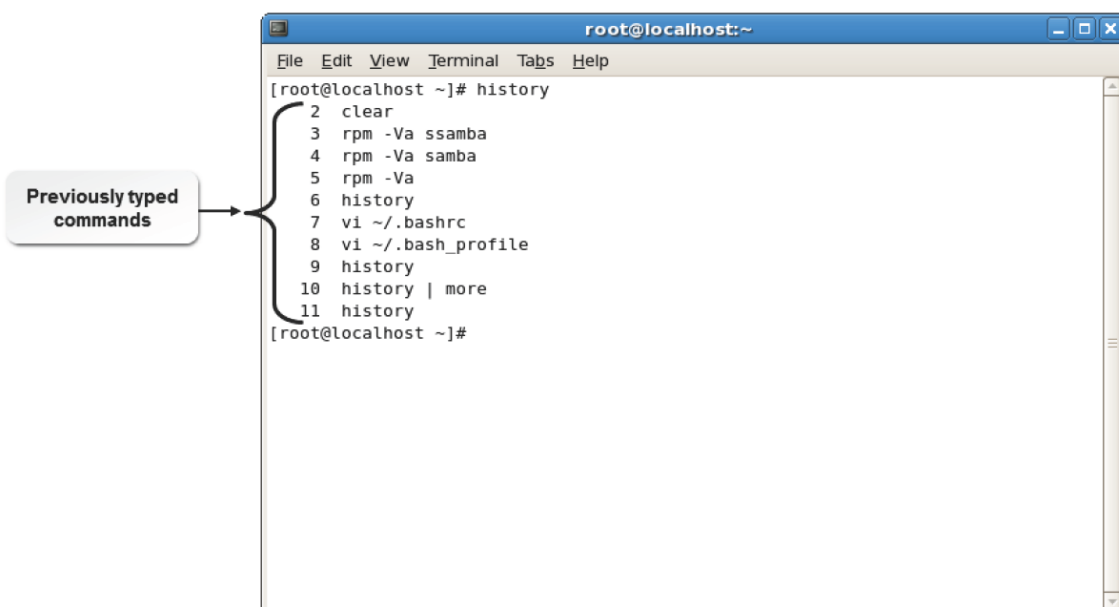 root@localhost:~
File Edit View Terminal Tabs Help
[root@localhost ~]# history
2 clear
3 rpm -Va ssamba
4 rpm -Va samba
5 rpm -Va
6 history
7 vi ~/.bashrc
8 vi ~/.bash_profile
9 history
10 history | more
11 history
[root@localhost ~]#
Previously typed
commands